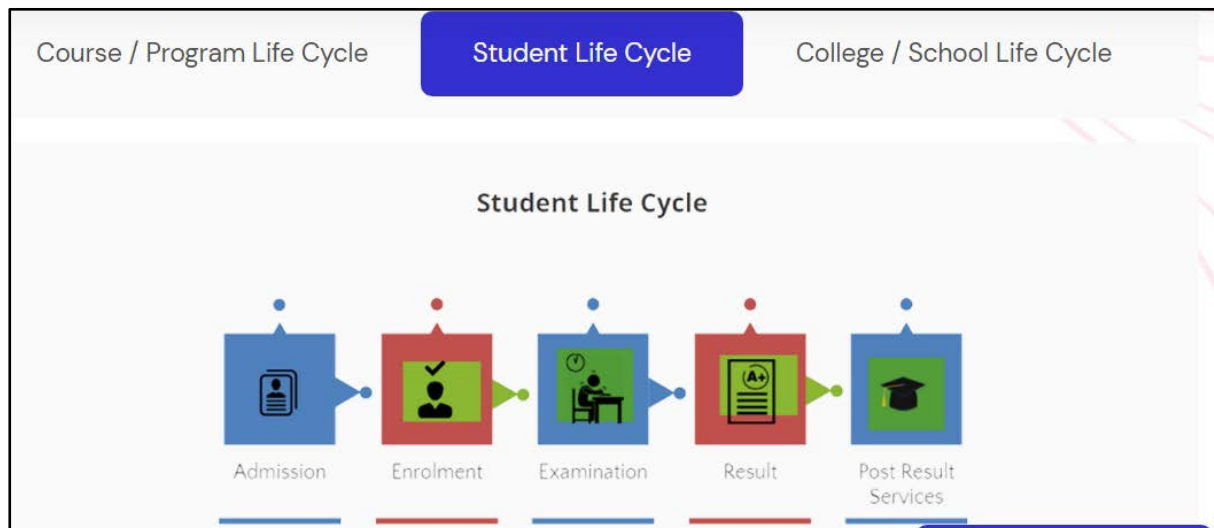 Course / Program Life Cycle
Student Life Cycle
College / School Life Cycle
Student Life Cycle
A+
Admission
Enrolment
Examination
Result
Post Result
Services